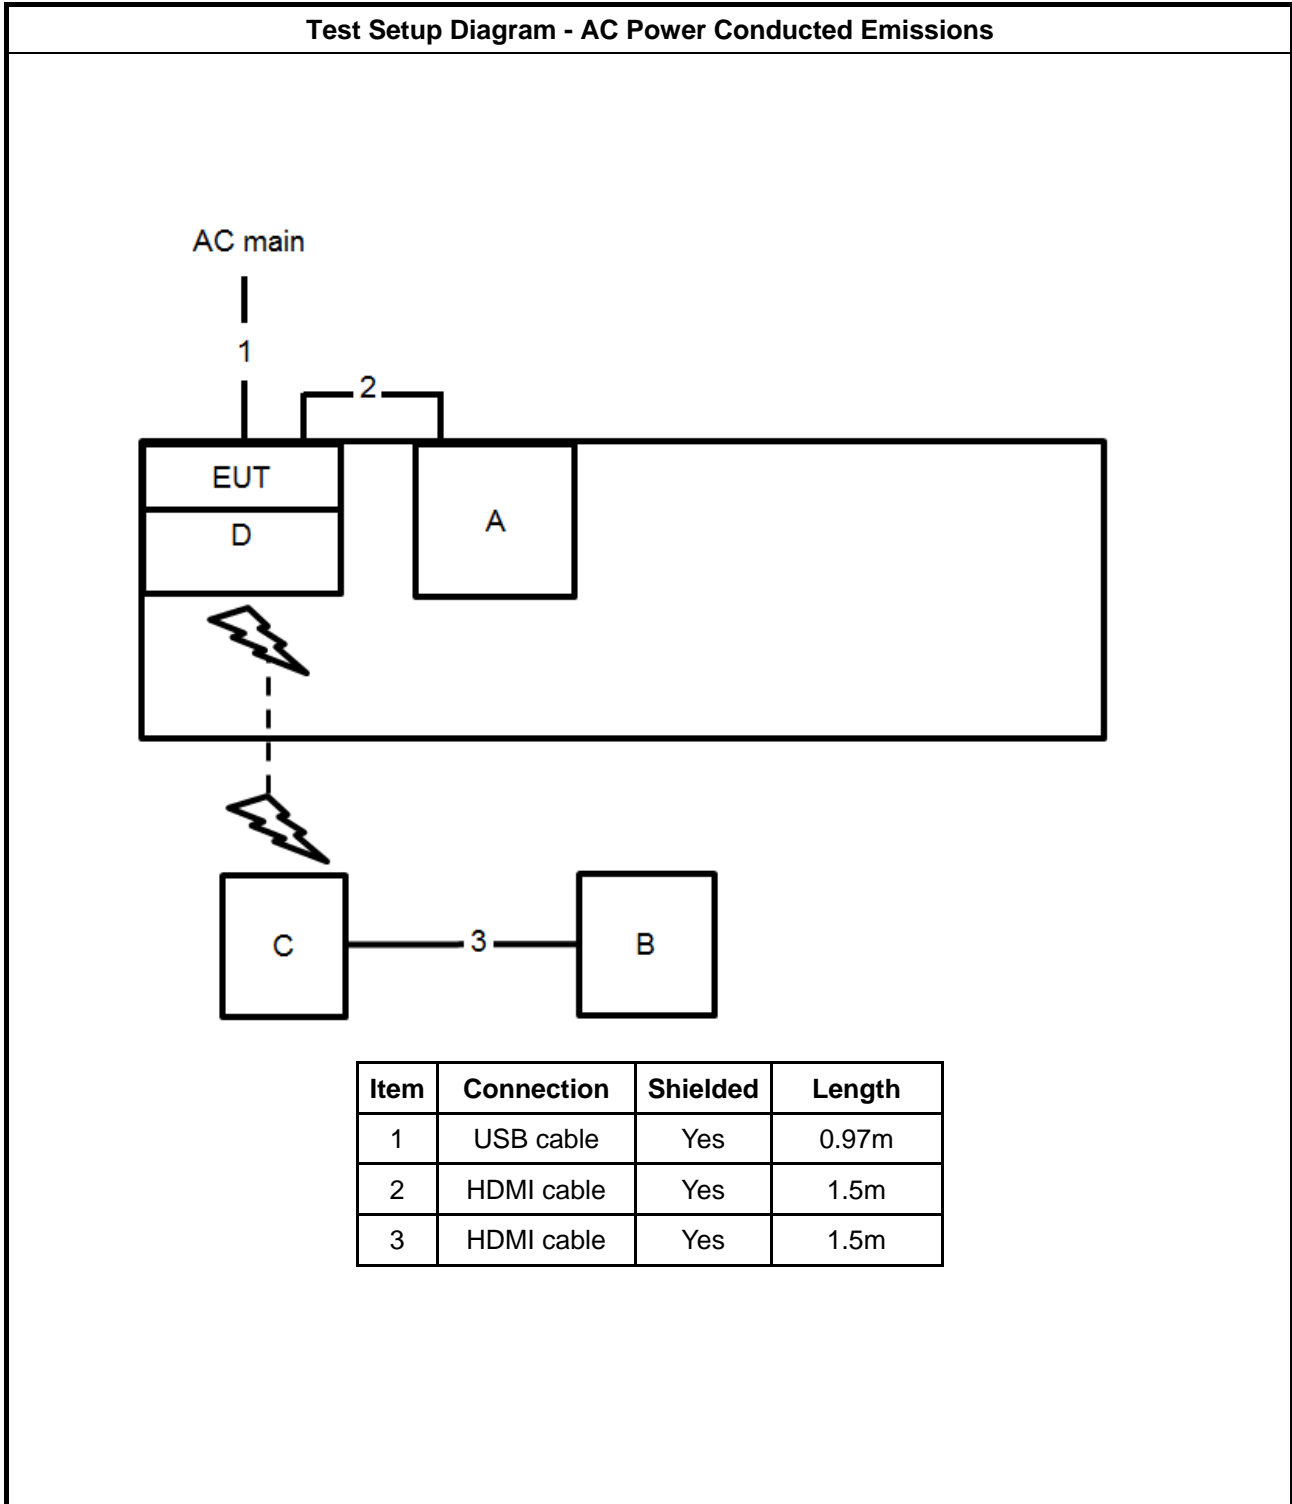 Test Setup Diagram - AC Power Conducted Emissions
AC main
1
2
EUT
D
A
C
3
B
Item Connection Shielded Length
1 USB cable Yes 0.97m
2 HDMI cable Yes 1.5m
3 HDMI cable Yes 1.5m